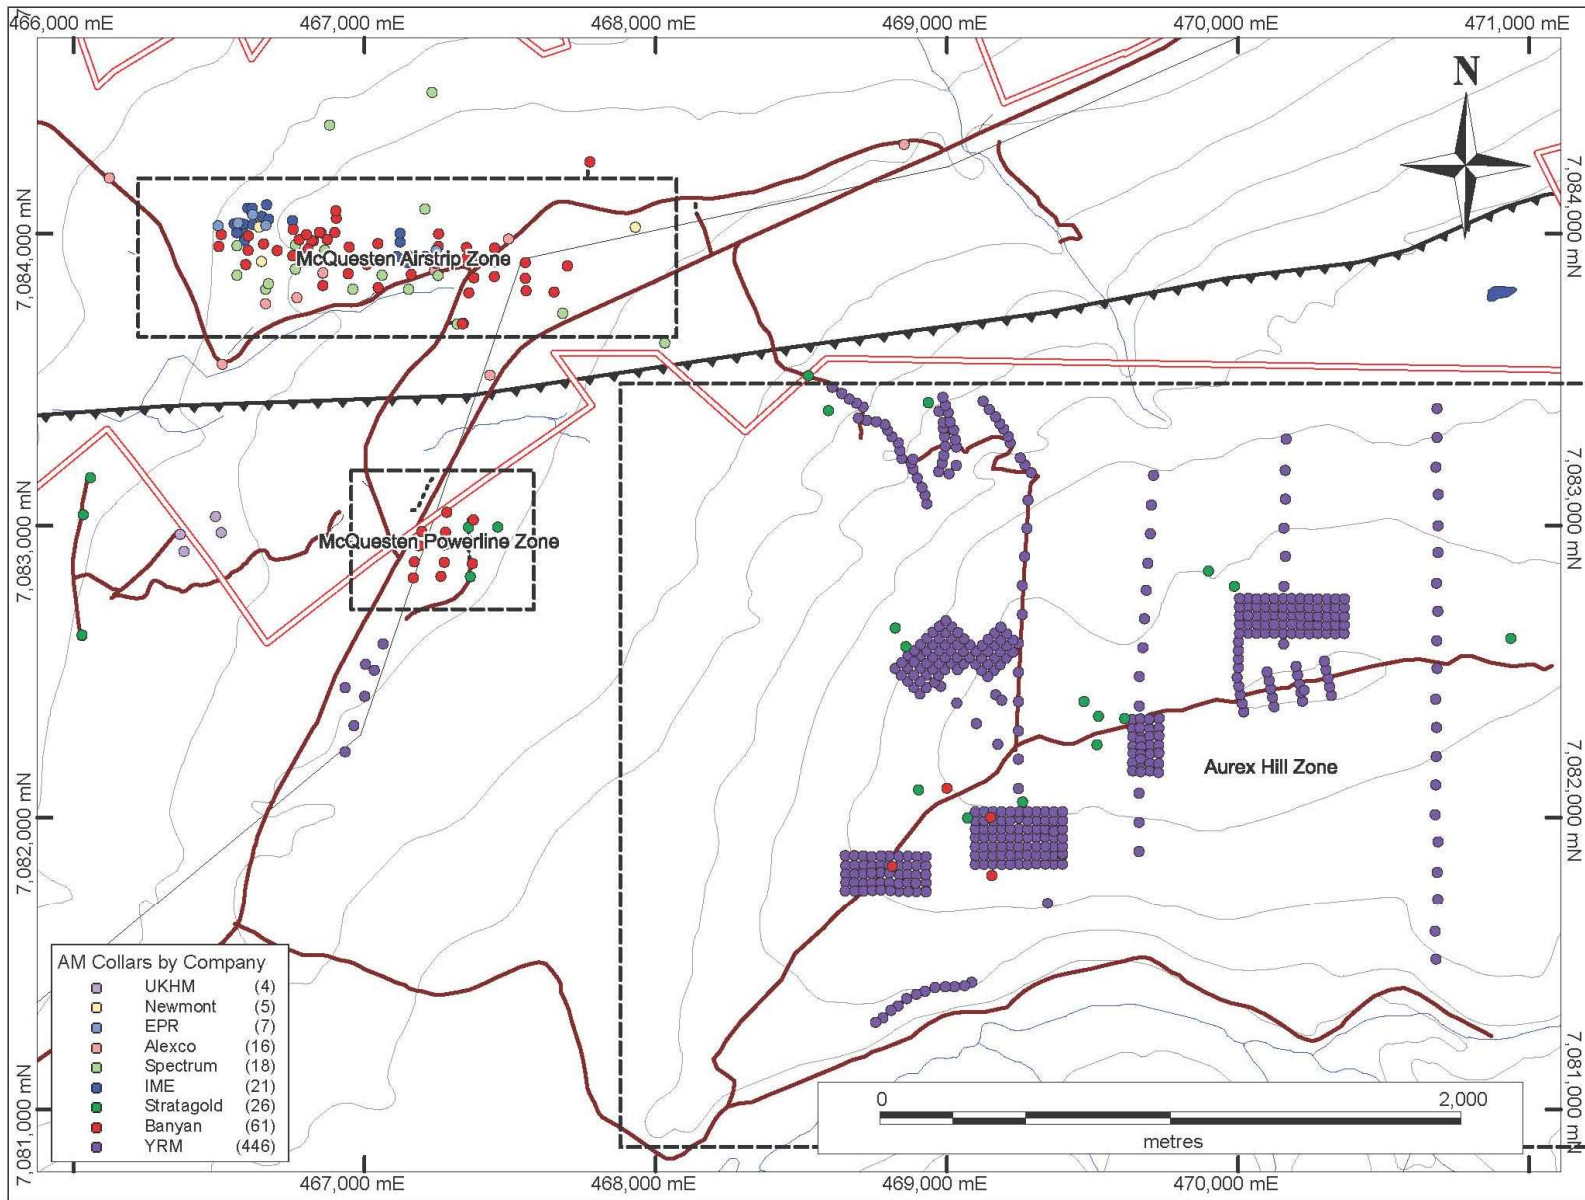 466,000 mE 467,000 mE 468,000 mE 469,000 mE 470,000 mE 471,000 mE
N
7,084,000 mN
7,084,000 mN
McQuesten Airstrip Zone
7,083,000 mN
7,083,000 mN
McQuesten Powerline Zone
Aurex Hill Zone
7,082,000 mN
7,082,000 mN
AM Collars by Company
UKHM (4)
Newmont (5)
EPR (7)
Alexco (16)
Spectrum (18)
IME (21)
Stratagold (26)
Banyan (61)
YRM (446)
7,081,000 mN
7,081,000 mN
0 2,000
metres
467,000 mE 468,000 mE 469,000 mE 470,000 mE